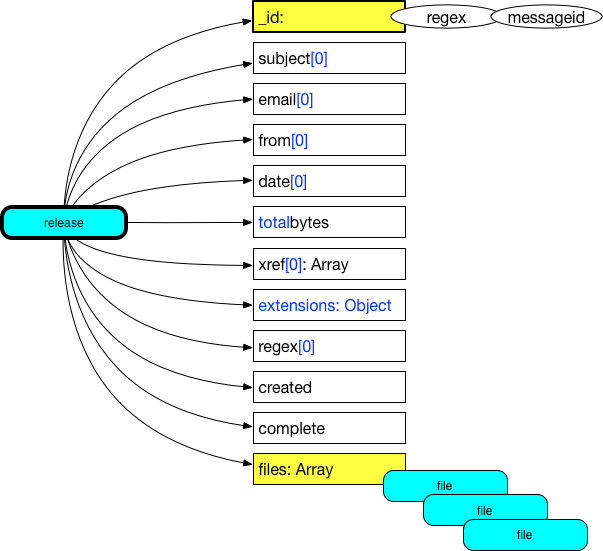 _id:
regex
messageid
subject[0]
email[0]
from[0]
date[0]
release
totalbytes
xref[0]: Array
extensions: Object
regex[0]
created
complete
files: Array
file
file
file